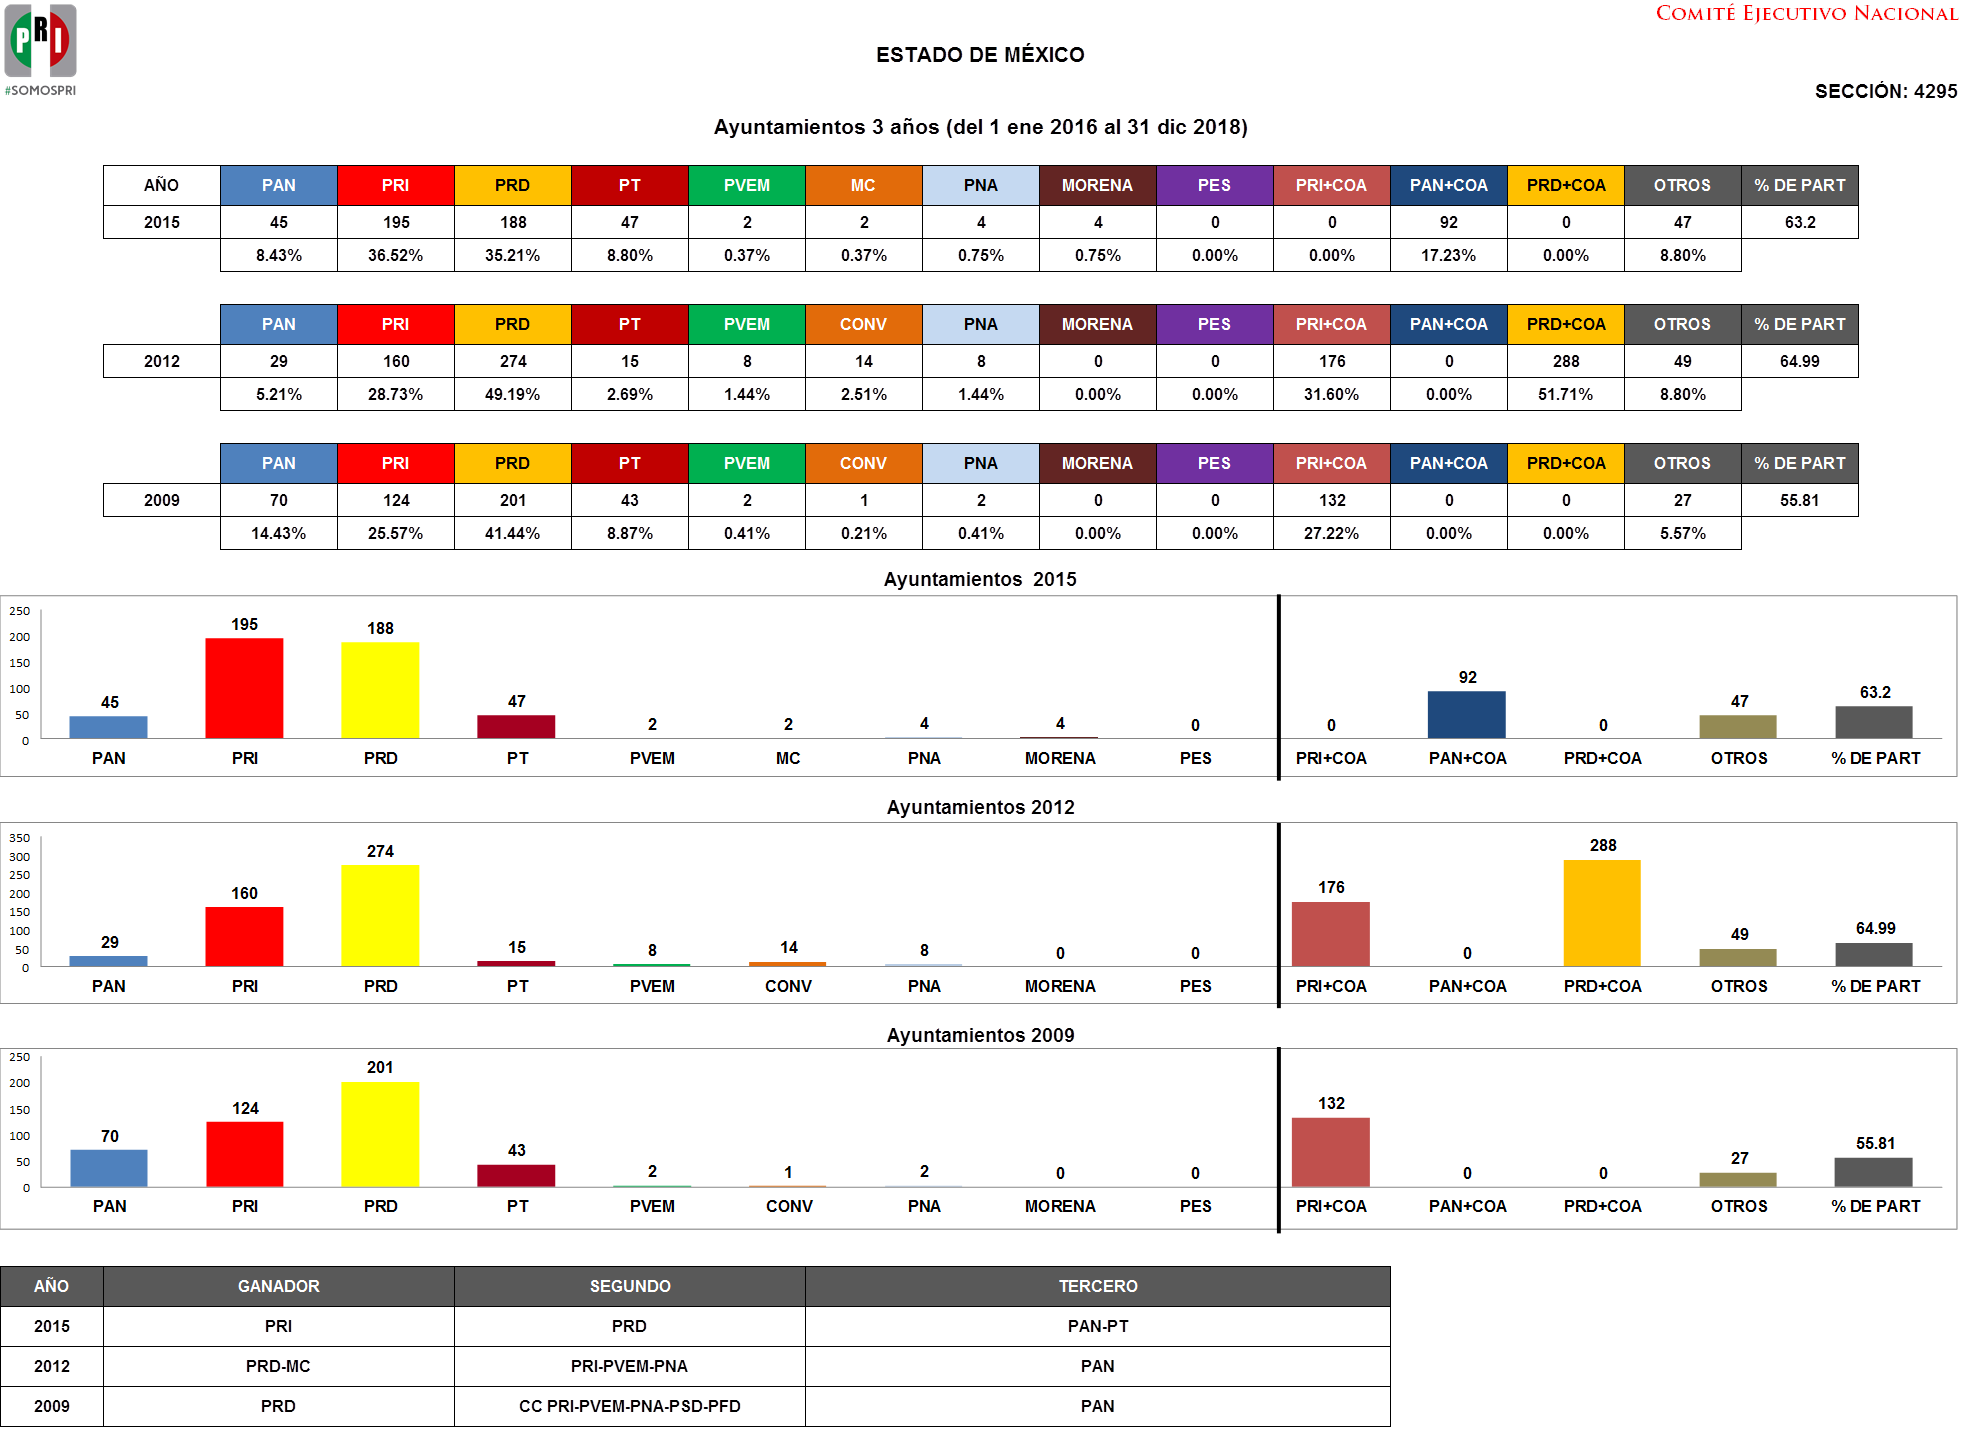 PRI
#SOMOSPRI
COMITÉ EJECUTIVO NACIONAL
ESTADO DE MÉXICO
SECCIÓN: 4295
Ayuntamientos 3 años (del 1 ene 2016 al 31 dic 2018)
AÑO PAN PRI PRD PT PVEM MC PNA MORENA PES PRI+COA PAN+COA PRD+COA OTROS % DE PART
2015 45 195 188 47 2 2 4 4 0 0 92 0 47 63.2
8.43% 36.52% 35.21% 8.80% 0.37% 0.37% 0.75% 0.75% 0.00% 0.00% 17.23% 0.00% 8.80%
PAN PRI PRD PT PVEM CONV PNA MORENA PES PRI+COA PAN+COA PRD+COA OTROS % DE PART
2012 29 160 274 15 8 14 8 0 0 176 0 288 49 64.99
5.21% 28.73% 49.19% 2.69% 1.44% 2.51% 1.44% 0.00% 0.00% 31.60% 0.00% 51.71% 8.80%
PAN PRI PRD PT PVEM CONV PNA MORENA PES PRI+COA PAN+COA PRD+COA OTROS % DE PART
2009 70 124 201 43 2 1 2 0 0 132 0 0 27 55.81
14.43% 25.57% 41.44% 8.87% 0.41% 0.21% 0.41% 0.00% 0.00% 27.22% 0.00% 0.00% 5.57%
Ayuntamientos 2015
250
200
150
100
50
0
45 195 188 47 2 2 4 4 0 0 92 0 47 63.2
PAN PRI PRD PT PVEM MC PNA MORENA PES PRI+COA PAN+COA PRD+COA OTROS % DE PART
Ayuntamientos 2012
350
300
250
200
150
100
50
0
29 160 274 15 8 14 8 0 0 176 0 288 49 64.99
PAN PRI PRD PT PVEM CONV PNA MORENA PES PRI+COA PAN+COA PRD+COA OTROS % DE PART
Ayuntamientos 2009
250
200
150
100
50
0
70 124 201 43 2 1 2 0 0 132 0 0 27 55.81
PAN PRI PRD PT PVEM CONV PNA MORENA PES PRI+COA PAN+COA PRD+COA OTROS % DE PART
AÑO GANADOR SEGUNDO TERCERO
2015 PRI PRD PAN-PT
2012 PRD-MC PRI-PVEM-PNA PAN
2009 PRD CC PRI-PVEM-PNA-PSD-PFD PAN